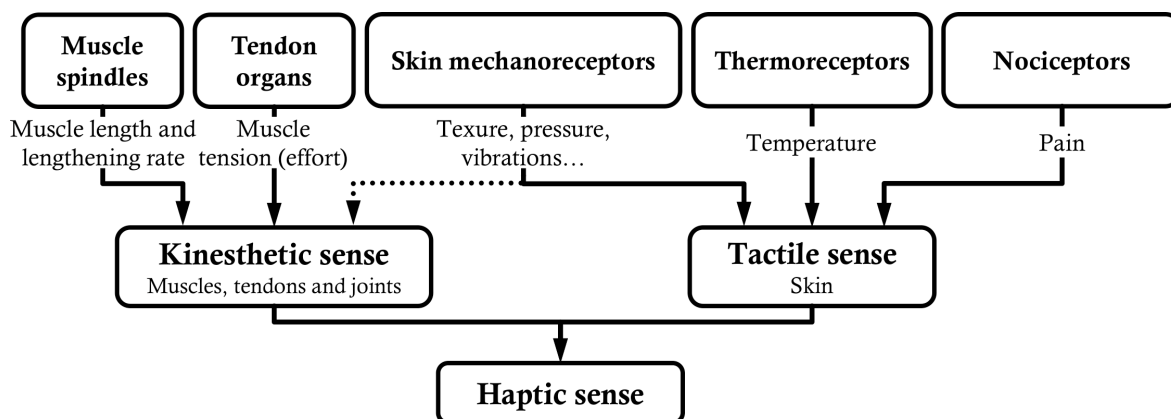 Muscle
spindles
Tendon
organs
Skin mechanoreceptors
Thermoreceptors
Nociceptors
Muscle length and
lengthening rate
Muscle
tension (effort)
Texure, pressure,
vibrations…
Temperature
Pain
Kinesthetic sense
Muscles, tendons and joints
Tactile sense
Skin
Haptic sense